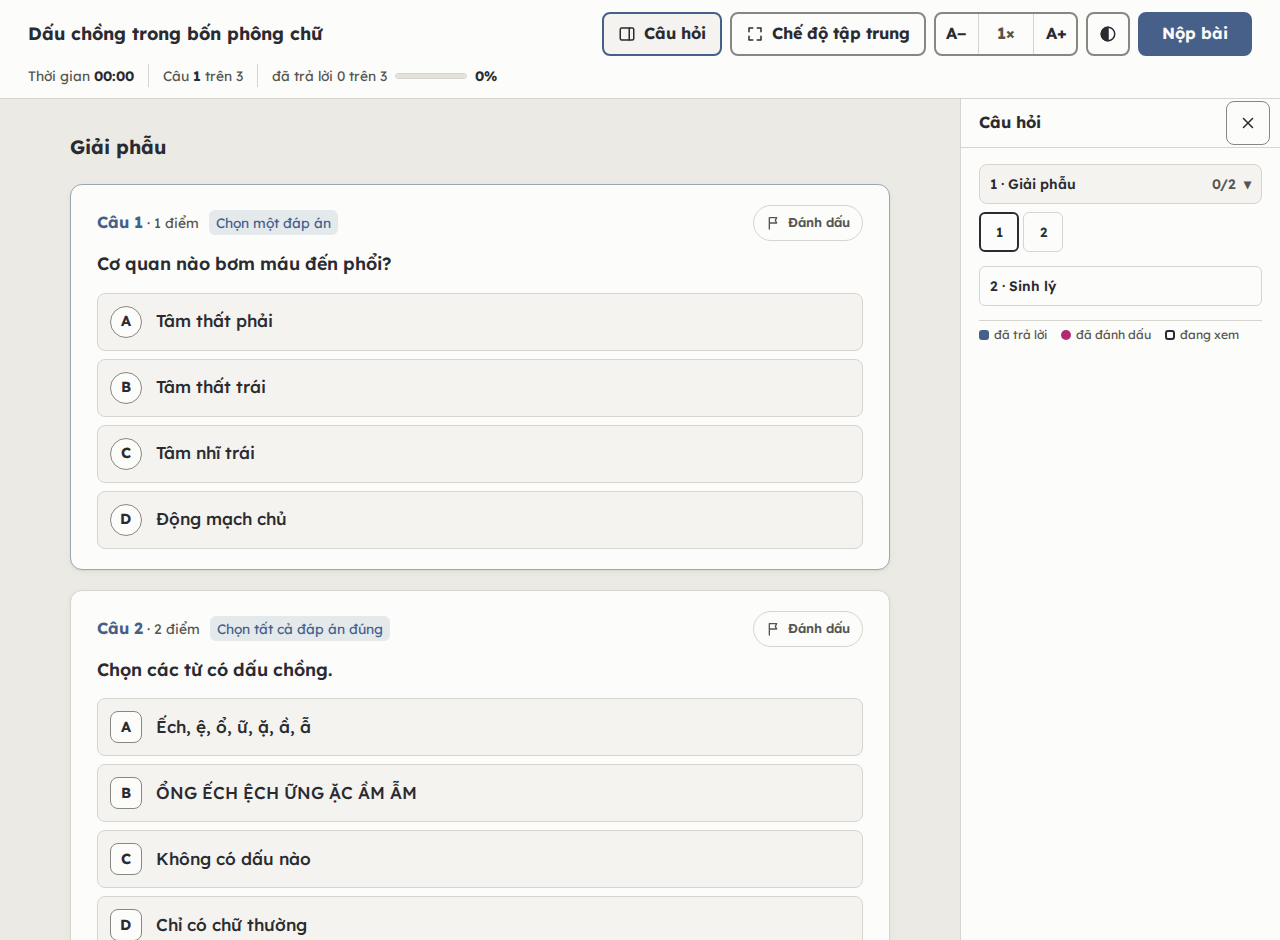 Dấu chồng trong bốn phông chữ
Câu hỏi
Chế độ tập trung
A−
1×
A+
Nộp bài
Thời gian 00:00
Câu 1 trên 3
đã trả lời 0 trên 3
0%
Giải phẫu
Câu 1 · 1 điểm
Chọn một đáp án
Đánh dấu
Cơ quan nào bơm máu đến phổi?
A Tâm thất phải
B Tâm thất trái
C Tâm nhĩ trái
D Động mạch chủ
Câu 2 · 2 điểm
Chọn tất cả đáp án đúng
Đánh dấu
Chọn các từ có dấu chồng.
A Ếch, ệ, ổ, ữ, ặ, ầ, ẫ
B ỔNG ẾCH ỆCH ỮNG ẶC ẦM ẪM
C Không có dấu nào
D Chỉ có chữ thường
Câu hỏi
1 · Giải phẫu 0/2 ▾
1
2
2 · Sinh lý
đã trả lời
đã đánh dấu
đang xem